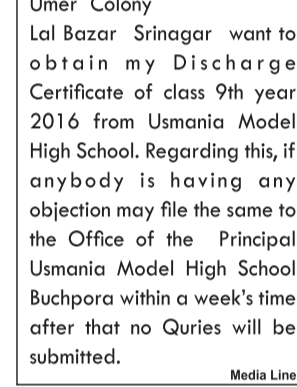 Umer Colony
Lal Bazar Srinagar want to
obtain my Discharge
Certificate of class 9th year
2016 from Usmania Model
High School. Regarding this, if
anybody is having any
objection may file the same to
the Office of the Principal
Usmania Model High School
Buchpora within a week's time
after that no Quries will be
submitted.
Media Line